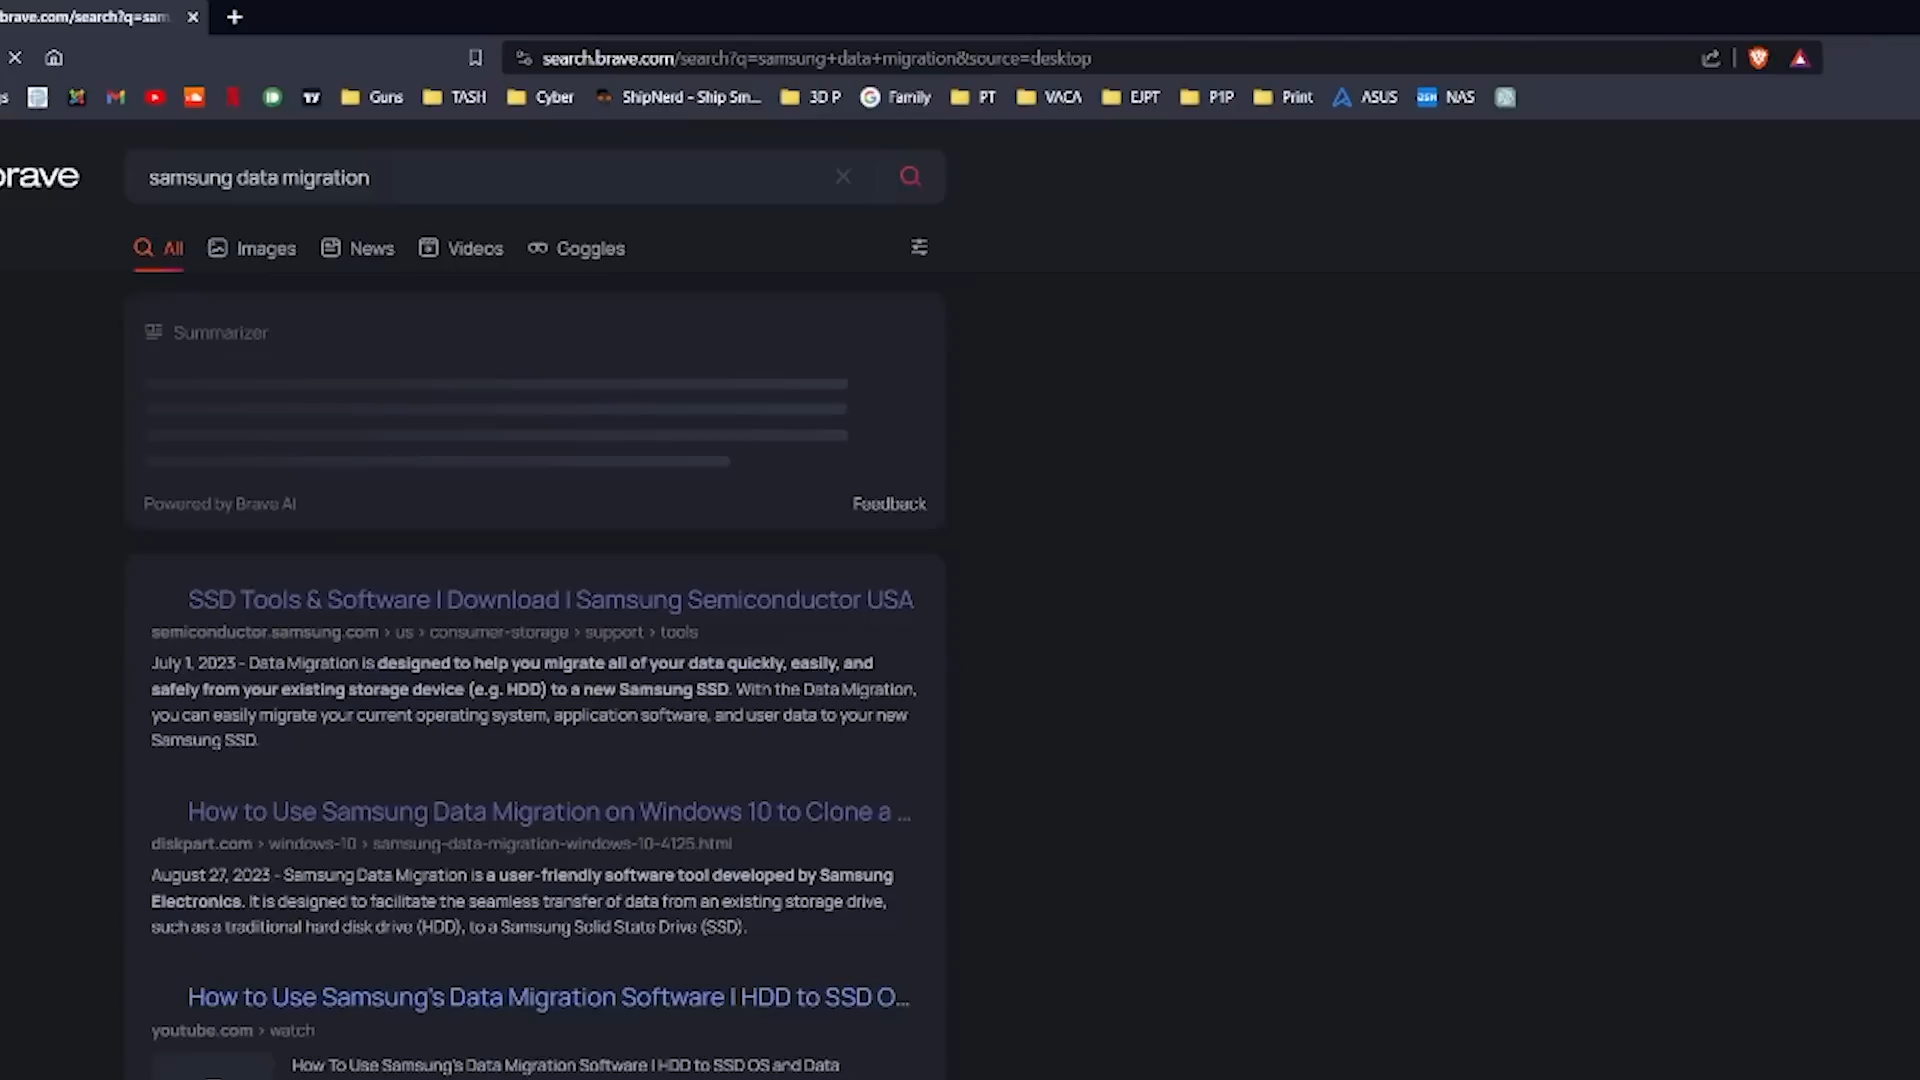 brave.com/search?q=sam
search.brave.com/search?q=samsung+data+migration&source=desktop
Guns TASH Cyber ShipNerd - Ship Sm... 3D P Family PT VACA EJPT P1P Print ASUS NAS
brave
samsung data migration
All Images News Videos Goggles
Summarizer
Powered by Brave AI Feedback
SSD Tools & Software | Download | Samsung Semiconductor USA
semiconductor.samsung.com › us › consumer-storage › support › tools
July 1, 2023 - Data Migration is designed to help you migrate all of your data quickly, easily, and
safely from your existing storage device (e.g. HDD) to a new Samsung SSD. With the Data Migration,
you can easily migrate your current operating system, application software, and user data to your new
Samsung SSD.
How to Use Samsung Data Migration on Windows 10 to Clone a ...
diskpart.com › windows-10 › samsung-data-migration-windows-10-4125.html
August 27, 2023 - Samsung Data Migration is a user-friendly software tool developed by Samsung
Electronics. It is designed to facilitate the seamless transfer of data from an existing storage drive,
such as a traditional hard disk drive (HDD), to a Samsung Solid State Drive (SSD).
How to Use Samsung's Data Migration Software | HDD to SSD O...
youtube.com › watch
How To Use Samsung's Data Migration Software | HDD to SSD OS and Data